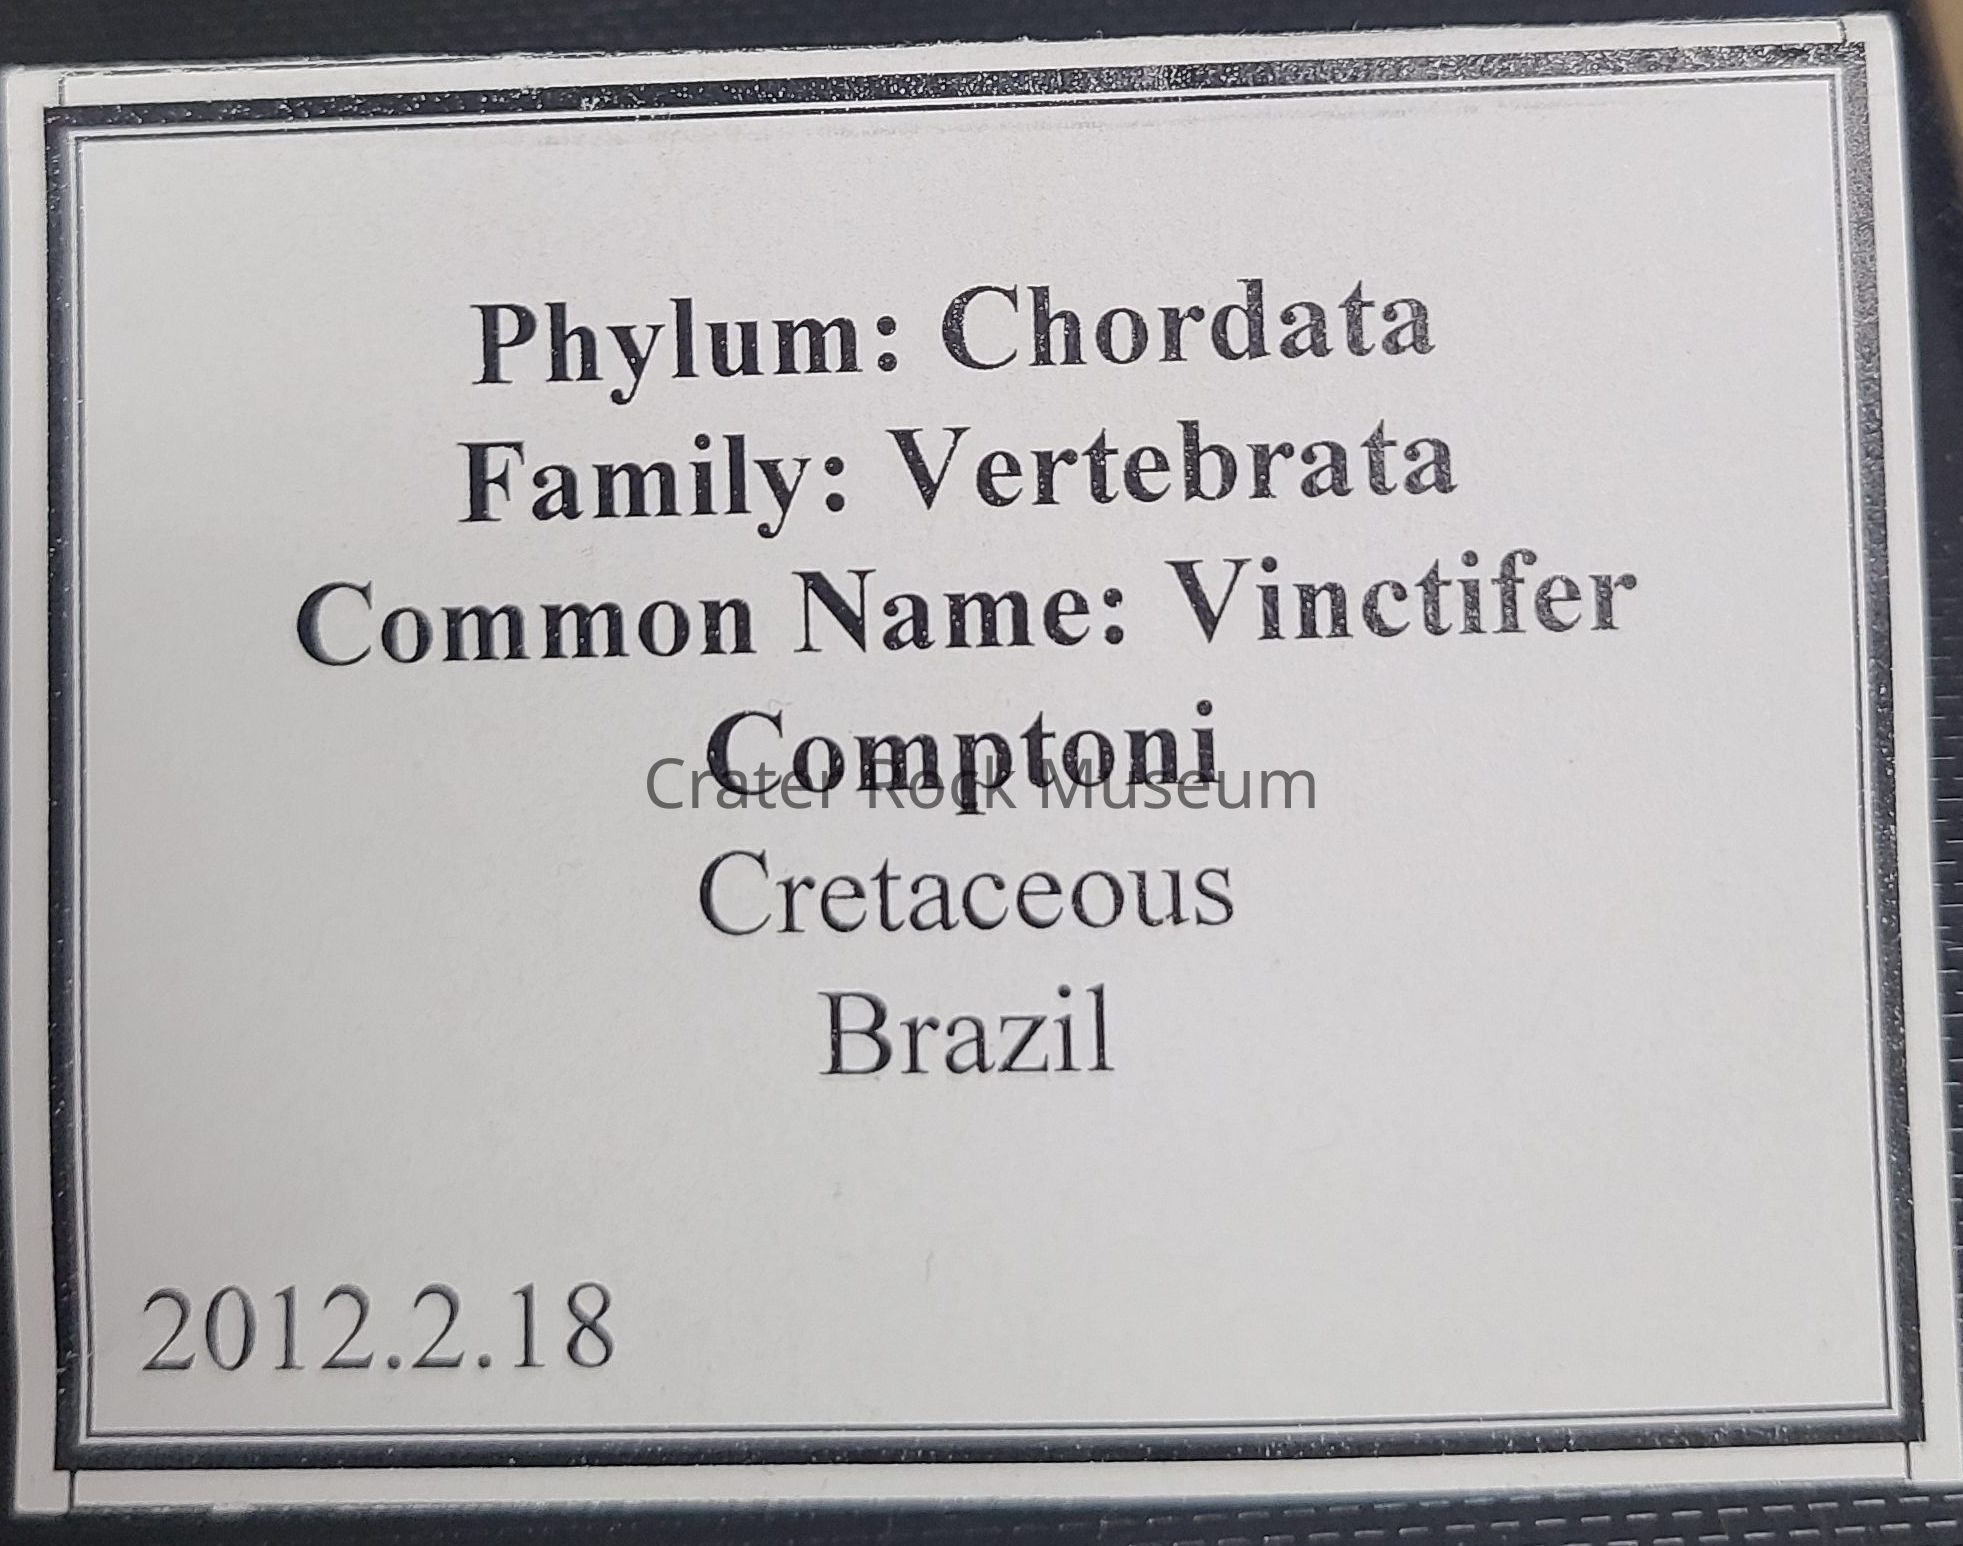 Phylum: Chordata
Family: Vertebrata
Common Name: Vinctifer
Comptoni
Crater Rock Museum
Cretaceous
Brazil
2012.2.18